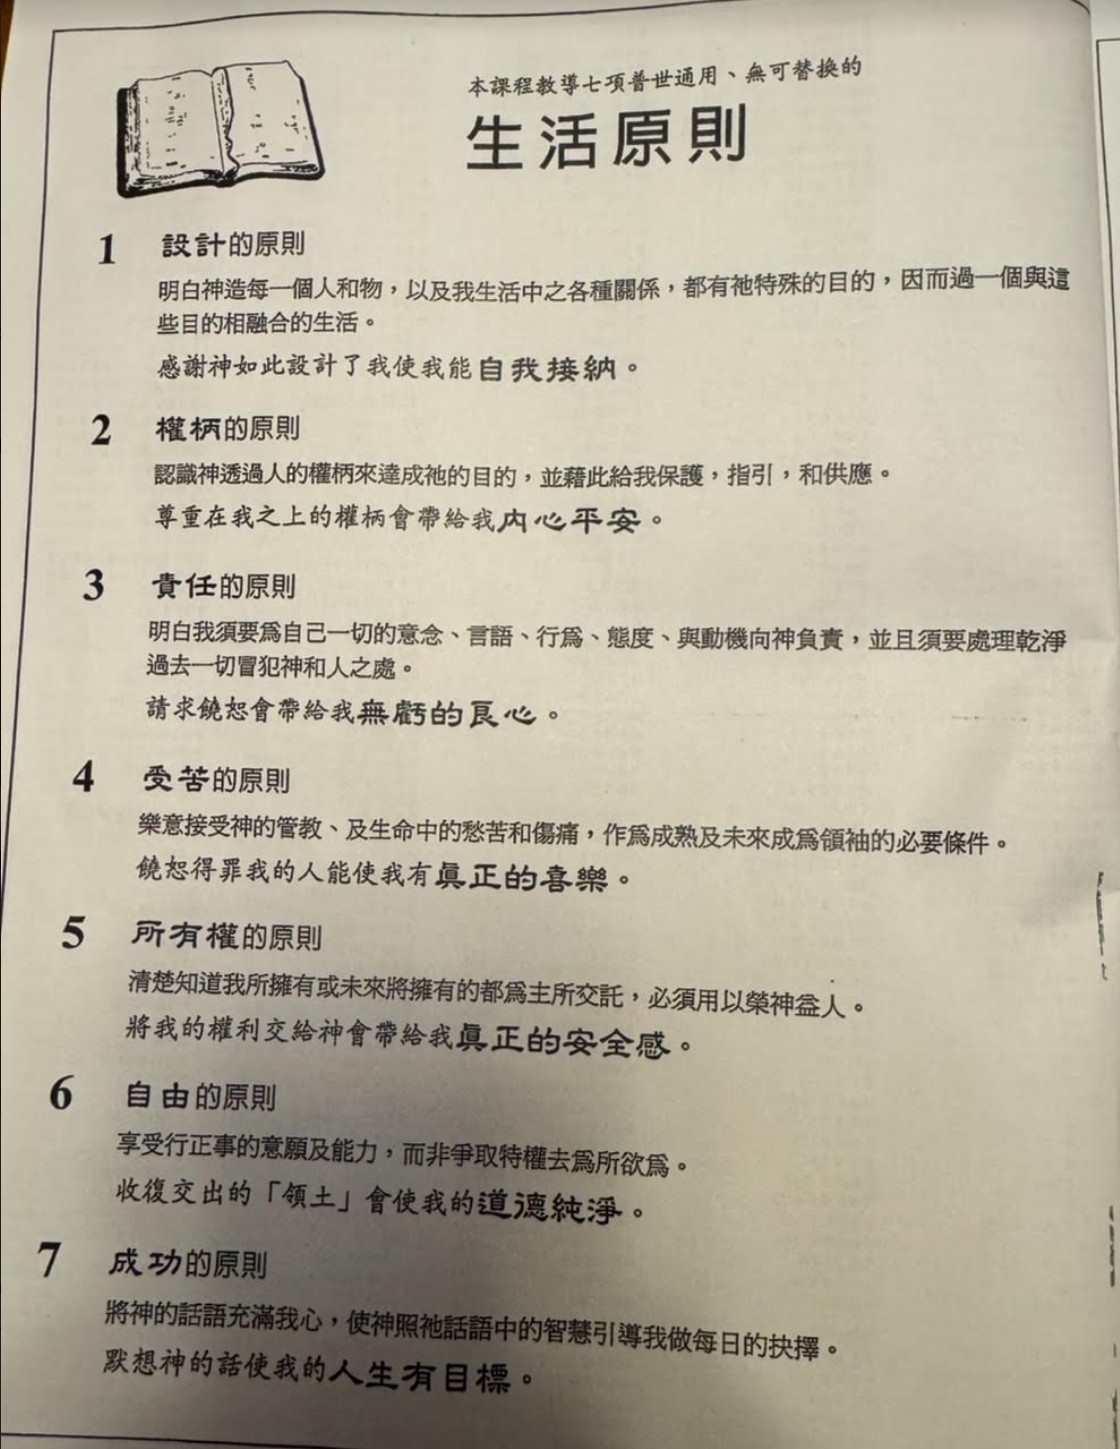 本課程教導七項普世通用、無可替換的
生活原則
1 設計的原則
明白神造每一個人和物，以及我生活中之各種關係，都有祂特殊的目的，因而過一個與這
些目的相融合的生活。
感謝神如此設計了我使我能自我接納。
2 權柄的原則
認識神透過人的權柄來達成祂的目的，並藉此給我保護，指引，和供應。
尊重在我之上的權柄會帶給我內心平安。
3 責任的原則
明白我須要為自己一切的意念、言語、行為、態度、與動機向神負責，並且須要處理乾淨
過去一切冒犯神和人之處。
請求饒恕會帶給我無虧的良心。
4 受苦的原則
樂意接受神的管教、及生命中的愁苦和傷痛，作為成熟及未來成為領袖的必要條件。
饒恕得罪我的人能使我有真正的喜樂。
5 所有權的原則
清楚知道我所擁有或未來將擁有的都為主所交託，必須用以榮神益人。
將我的權利交給神會帶給我真正的安全感。
6 自由的原則
享受行正事的意願及能力，而非爭取特權去為所欲為。
收復交出的「領土」會使我的道德純淨。
7 成功的原則
將神的話語充滿我心，使神照祂話語中的智慧引導我做每日的抉擇。
默想神的話使我的人生有目標。